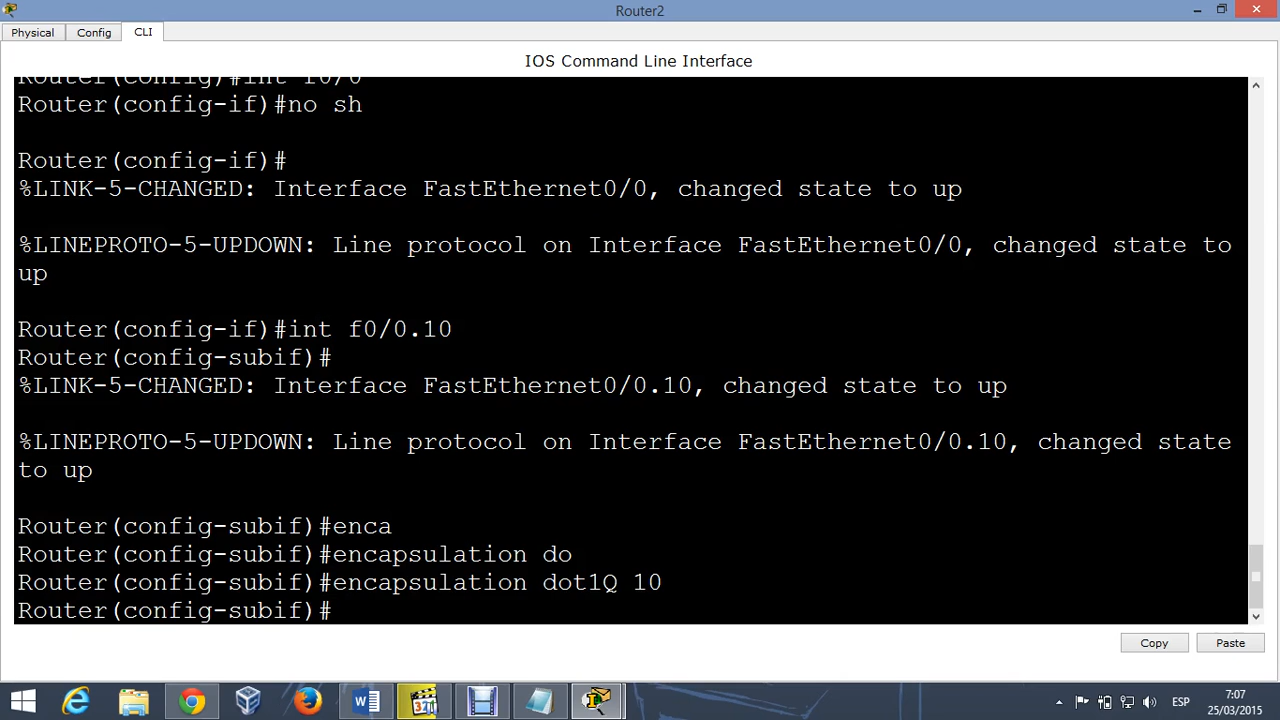 Router2
Physical
Config
CLI
IOS Command Line Interface
Router(config)#int f0/0
Router(config-if)#no sh
Router(config-if)#
%LINK-5-CHANGED: Interface FastEthernet0/0, changed state to up
%LINEPROTO-5-UPDOWN: Line protocol on Interface FastEthernet0/0, changed state to
up
Router(config-if)#int f0/0.10
Router(config-subif)#
%LINK-5-CHANGED: Interface FastEthernet0/0.10, changed state to up
%LINEPROTO-5-UPDOWN: Line protocol on Interface FastEthernet0/0.10, changed state
to up
Router(config-subif)#enca
Router(config-subif)#encapsulation do
Router(config-subif)#encapsulation dot1Q 10
Router(config-subif)#
Copy
Paste
321
ESP
7:07
25/03/2015